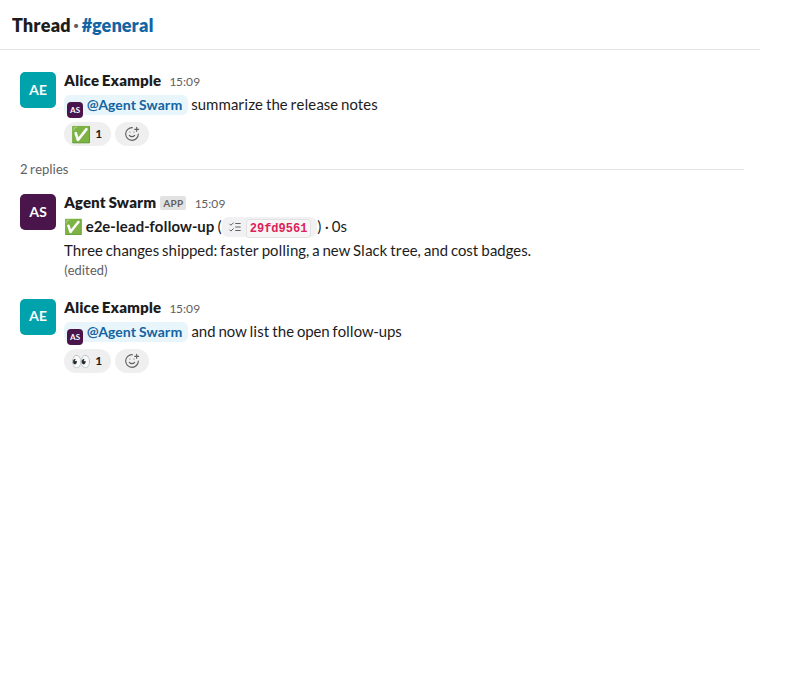 Thread • #general
AE
Alice Example 15:09
AS @Agent Swarm summarize the release notes
✅ 1
2 replies
AS
Agent Swarm APP 15:09
✅ e2e-lead-follow-up ( 29fd9561 ) · 0s
Three changes shipped: faster polling, a new Slack tree, and cost badges.
(edited)
AE
Alice Example 15:09
AS @Agent Swarm and now list the open follow-ups
👀 1